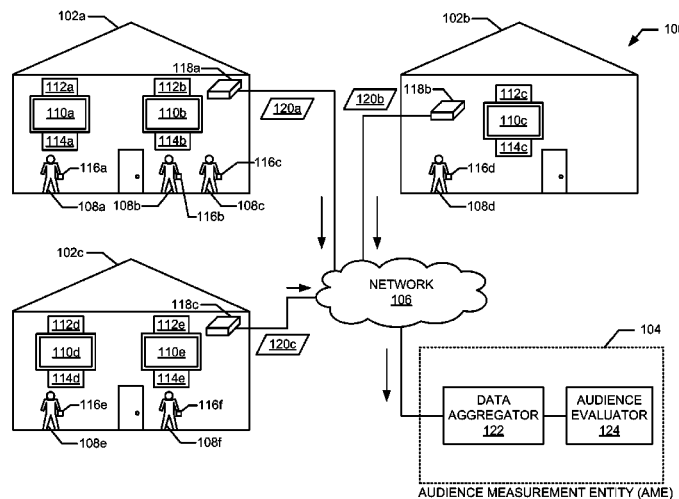 102a
118a
112a
112b
110a
110b
120a
114a
114b
116a
116c
108a
108b
116b
108c
102b
118b
120b
112c
110c
114c
116d
108d
102c
118c
112d
112e
110d
110e
120c
114d
114e
116e
116f
108e
108f
NETWORK
106
104
DATA
AGGREGATOR
122
AUDIENCE
EVALUATOR
124
AUDIENCE MEASUREMENT ENTITY (AME)